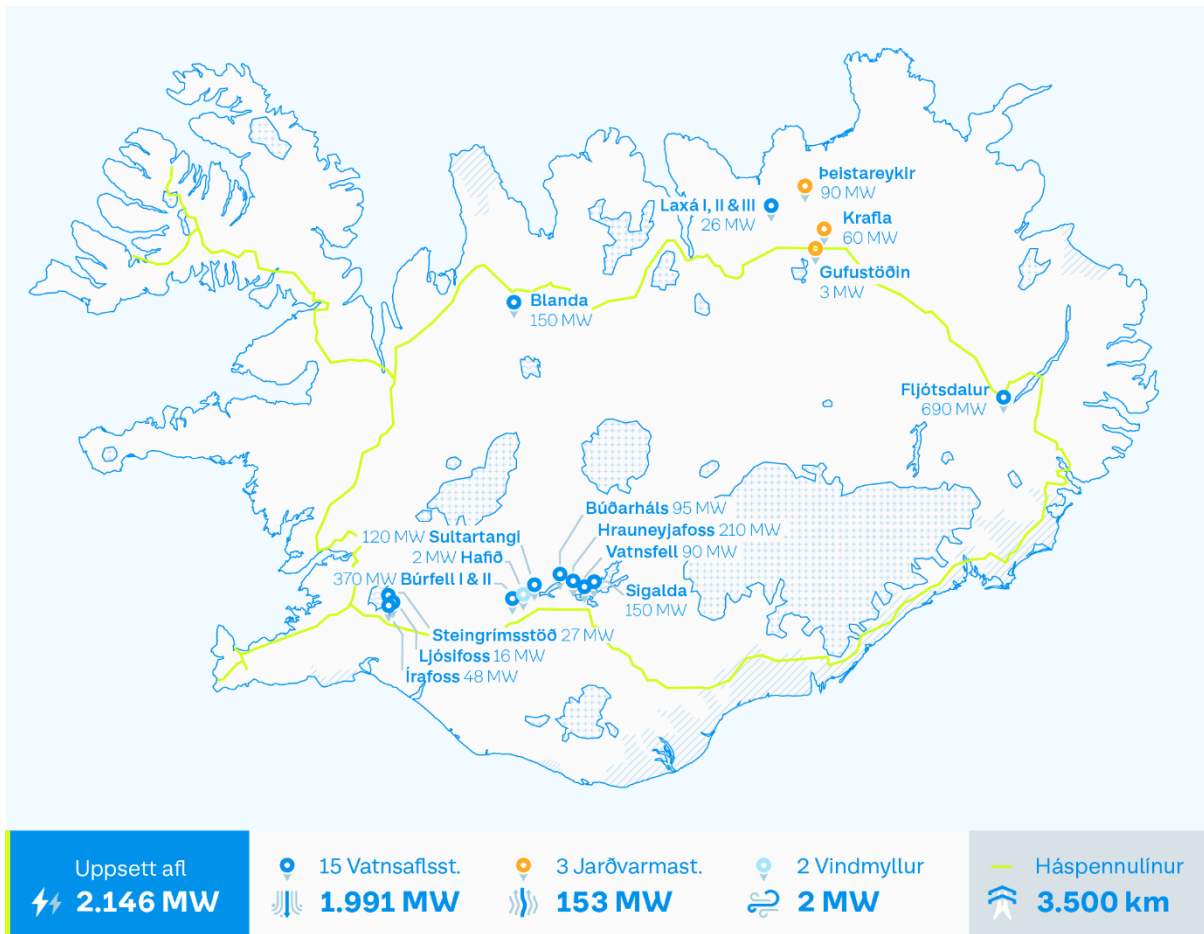 Þeistareykir
90 MW
Laxá I, II & III
26 MW
Krafla
60 MW
Gufustöðin
3 MW
Blanda
150 MW
Fljótsdalur
690 MW
Búðarháls 95 MW
Hrauneyjafoss 210 MW
120 MW Sultartangi
2 MW Hafið
Vatnsfell 90 MW
370 MW Búrfell I & II
Sigalda
150 MW
Steingrímsstöð 27 MW
Ljósifoss 16 MW
Írafoss 48 MW
Uppsett afl
2.146 MW
15 Vatnsaflsst.
1.991 MW
3 Jarðvarmast.
153 MW
2 Vindmyllur
2 MW
Háspennulínur
3.500 km